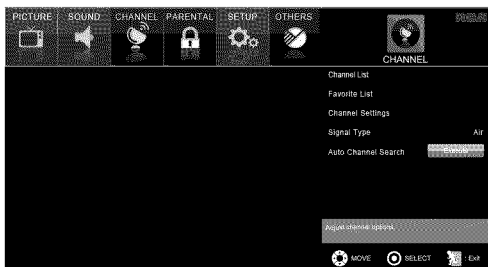 PICTURE SOUND CHANNEL PARENTAL SETUP OTHERS
CHANNEL
Channel List
Favorite List
Channel Settings
Signal Type Air
Auto Channel Search Execute
Adjust channel options.
MOVE SELECT : Exit